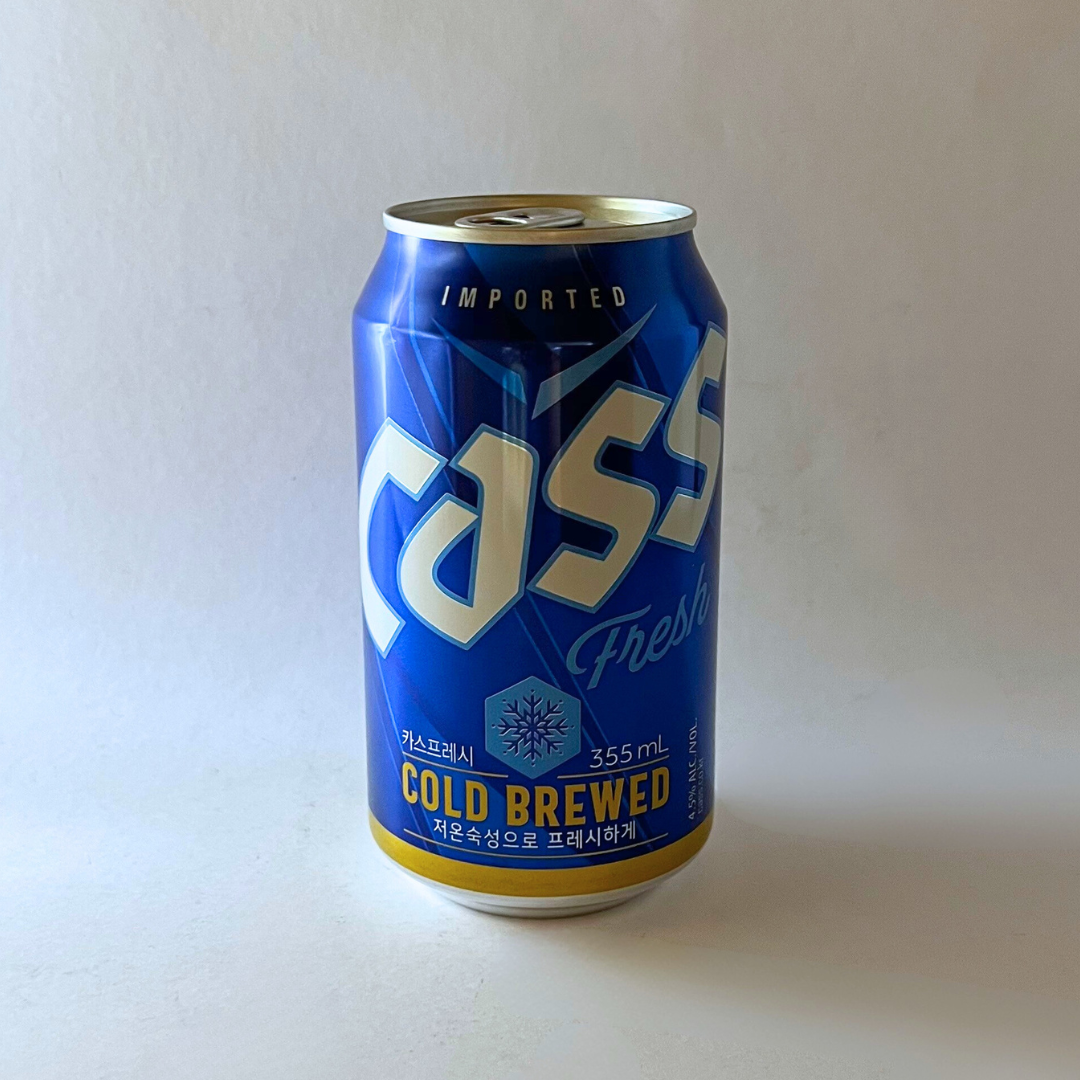 IMPORTED
cass
Fresh
카스프레시
355 mL
COLD BREWED
저온숙성으로 프레시하게
4.5% ALC./VOL.